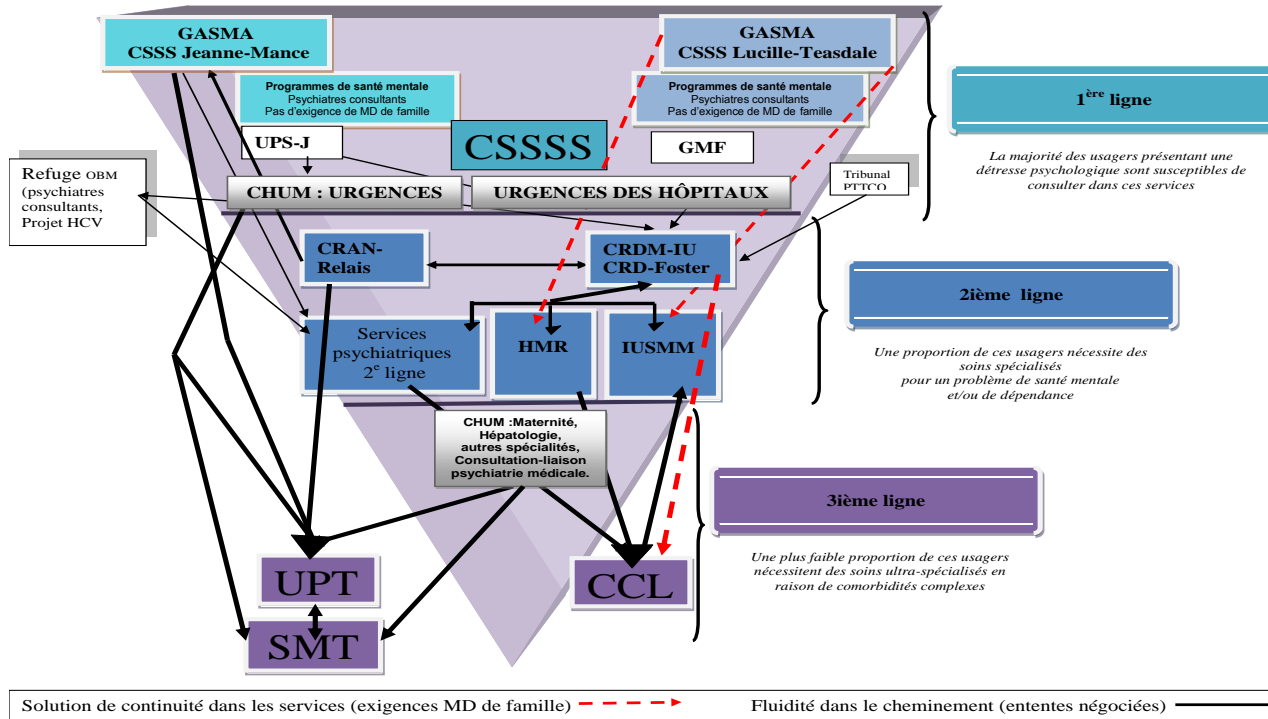 GASMA
CSSS Jeanne-Mance
GASMA
CSSS Lucille-Teasdale
Programmes de santé mentale
Psychiatres consultants
Pas d'exigence de MD de famille
Programmes de santé mentale
Psychiatres consultants
Pas d'exigence de MD de famille
1ère ligne
UPS-J
CSSSS
GMF
La majorité des usagers présentant une
détresse psychologique sont susceptibles de
consulter dans ces services
Refuge OBM
(psychiatres
consultants,
Projet HCV
CHUM : URGENCES
URGENCES DES HÔPITAUX
Tribunal
PTTCQ
CRAN-
Relais
CRDM-IU
CRD-Foster
2ième ligne
Services
psychiatriques
2e ligne
HMR
IUSMM
Une proportion de ces usagers nécessite des
soins spécialisés
pour un problème de santé mentale
et/ou de dépendance
CHUM :Maternité,
Hépatologie,
autres spécialités,
Consultation-liaison
psychiatrie médicale.
3ième ligne
Une plus faible proportion de ces usagers
nécessitent des soins ultra-spécialisés en
raison de comorbidités complexes
UPT
CCL
SMT
Solution de continuité dans les services (exigences MD de famille)
Fluidité dans le cheminement (ententes négociées)